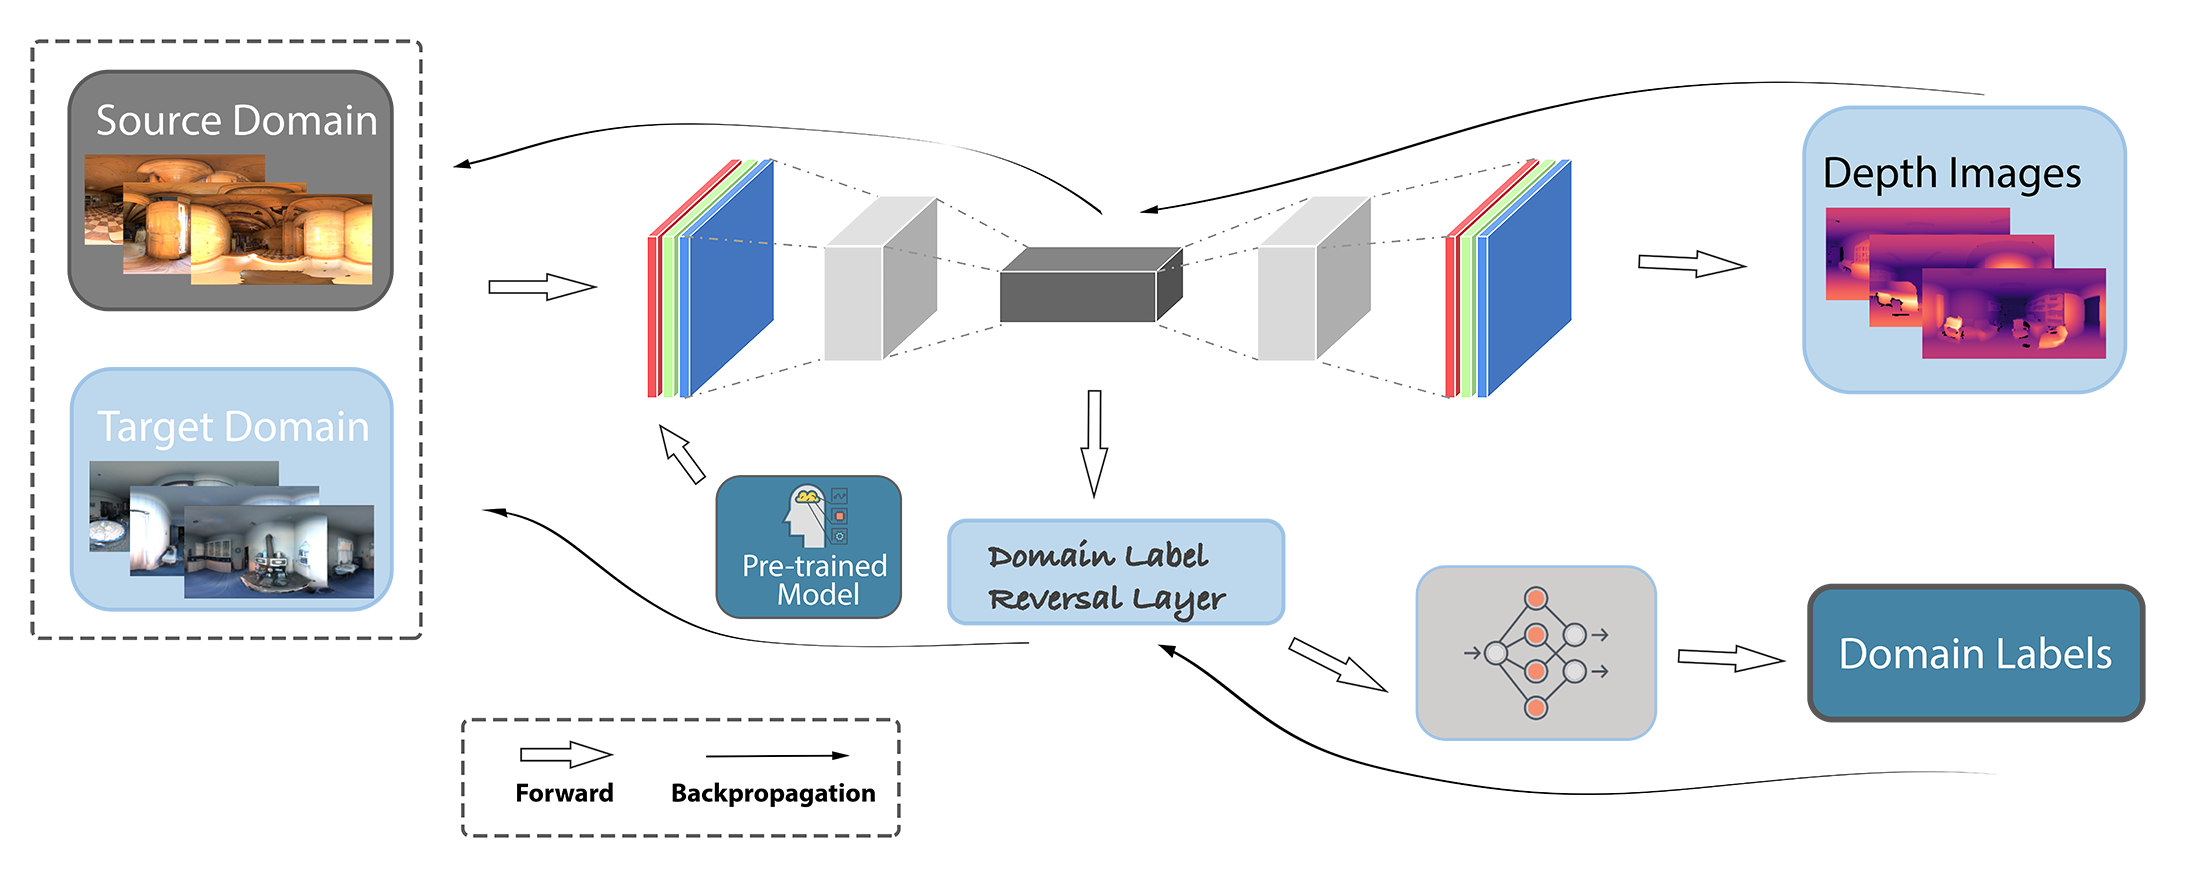 Source Domain
Target Domain
Depth Images
Pre-trained
Model
Domain Label
Reversal Layer
Domain Labels
Forward
Backpropagation